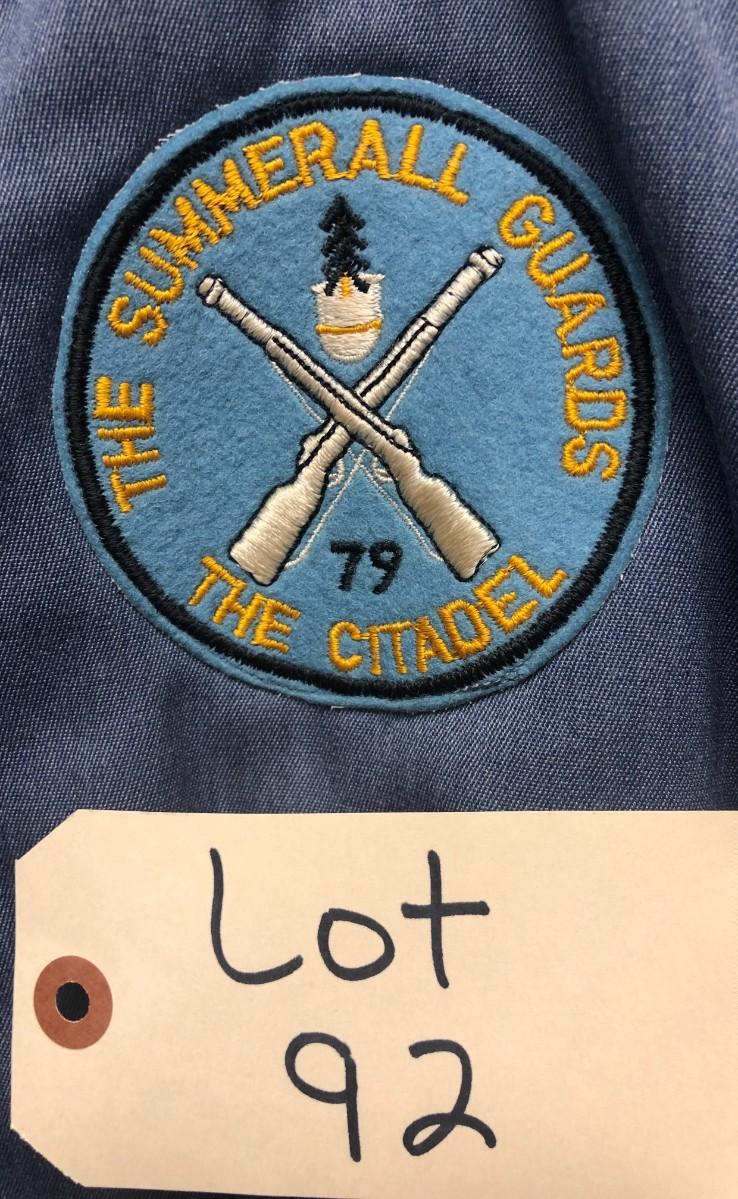 THE SUMMERALL GUARDS
79
THE CITADEL
Lot
92